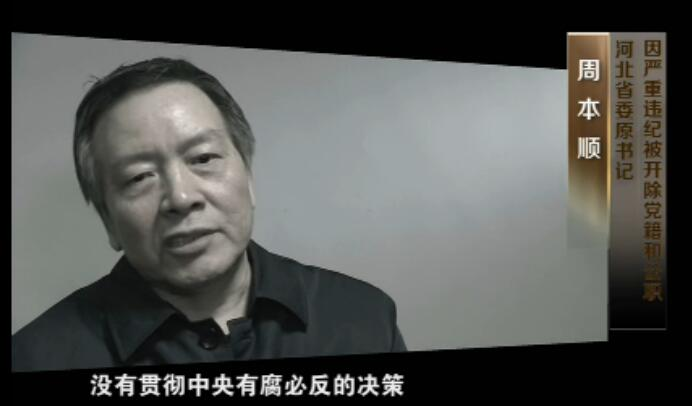 因严重违纪被开除党籍和公职
河北省委原书记
周本顺
没有贯彻中央有腐必反的决策